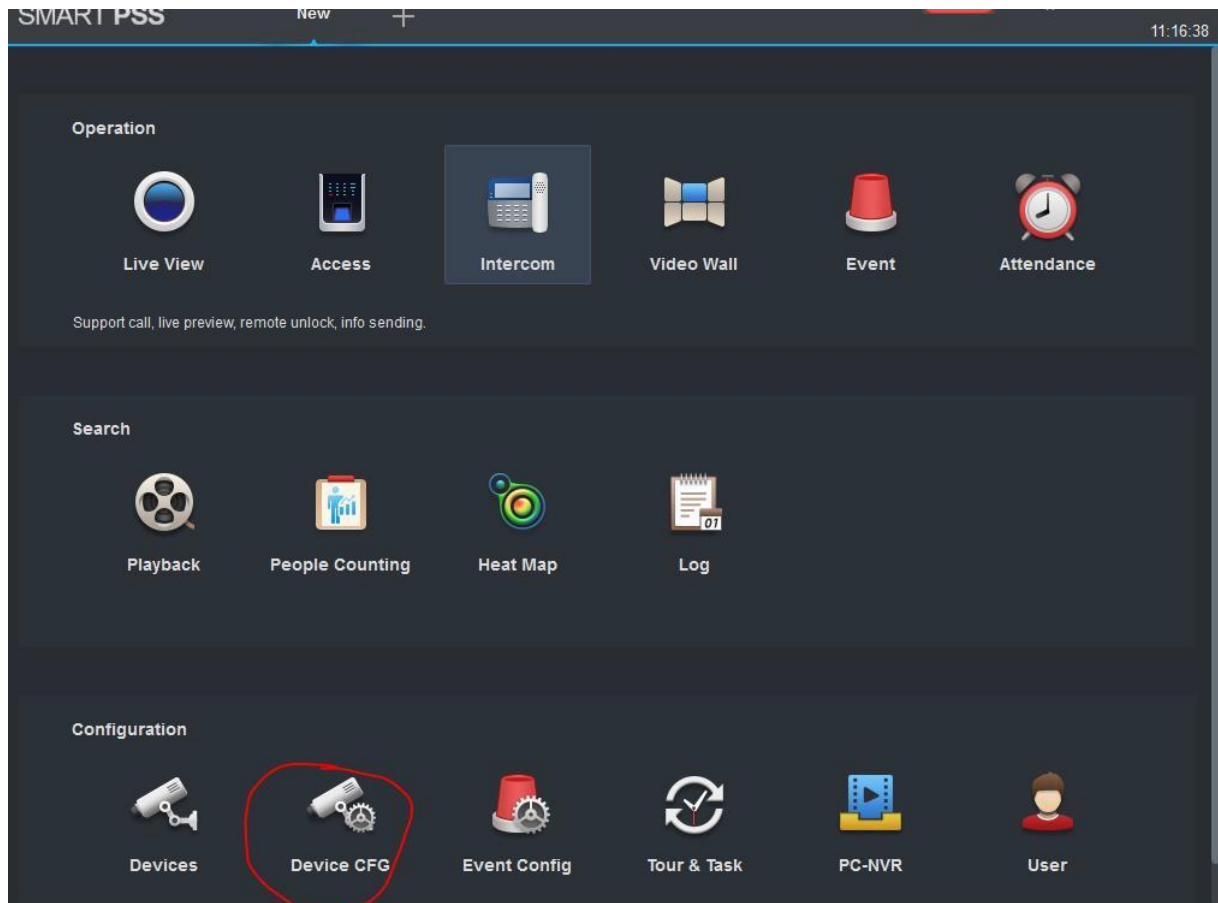 SMART PSS New +
11:16:38
Operation
Live View Access Intercom Video Wall Event Attendance
Support call, live preview, remote unlock, info sending.
Search
01
Playback People Counting Heat Map Log
Configuration
Devices Device CFG Event Config Tour & Task PC-NVR User